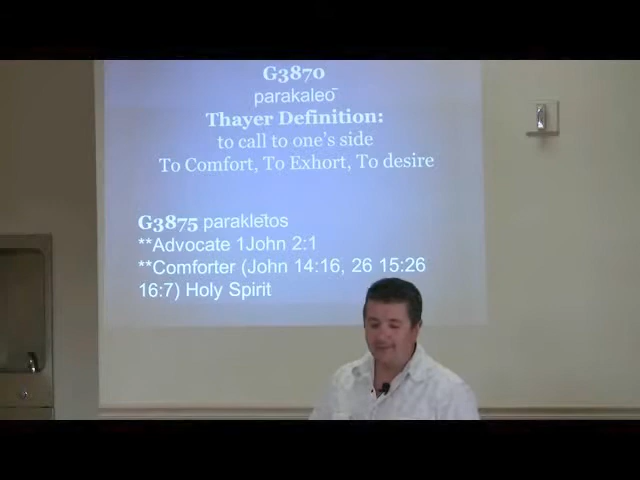 G3870
parakaleō
Thayer Definition:
to call to one's side
To Comfort, To Exhort, To desire
G3875 paraklētos
**Advocate 1John 2:1
**Comforter (John 14:16, 26 15:26
16:7) Holy Spirit